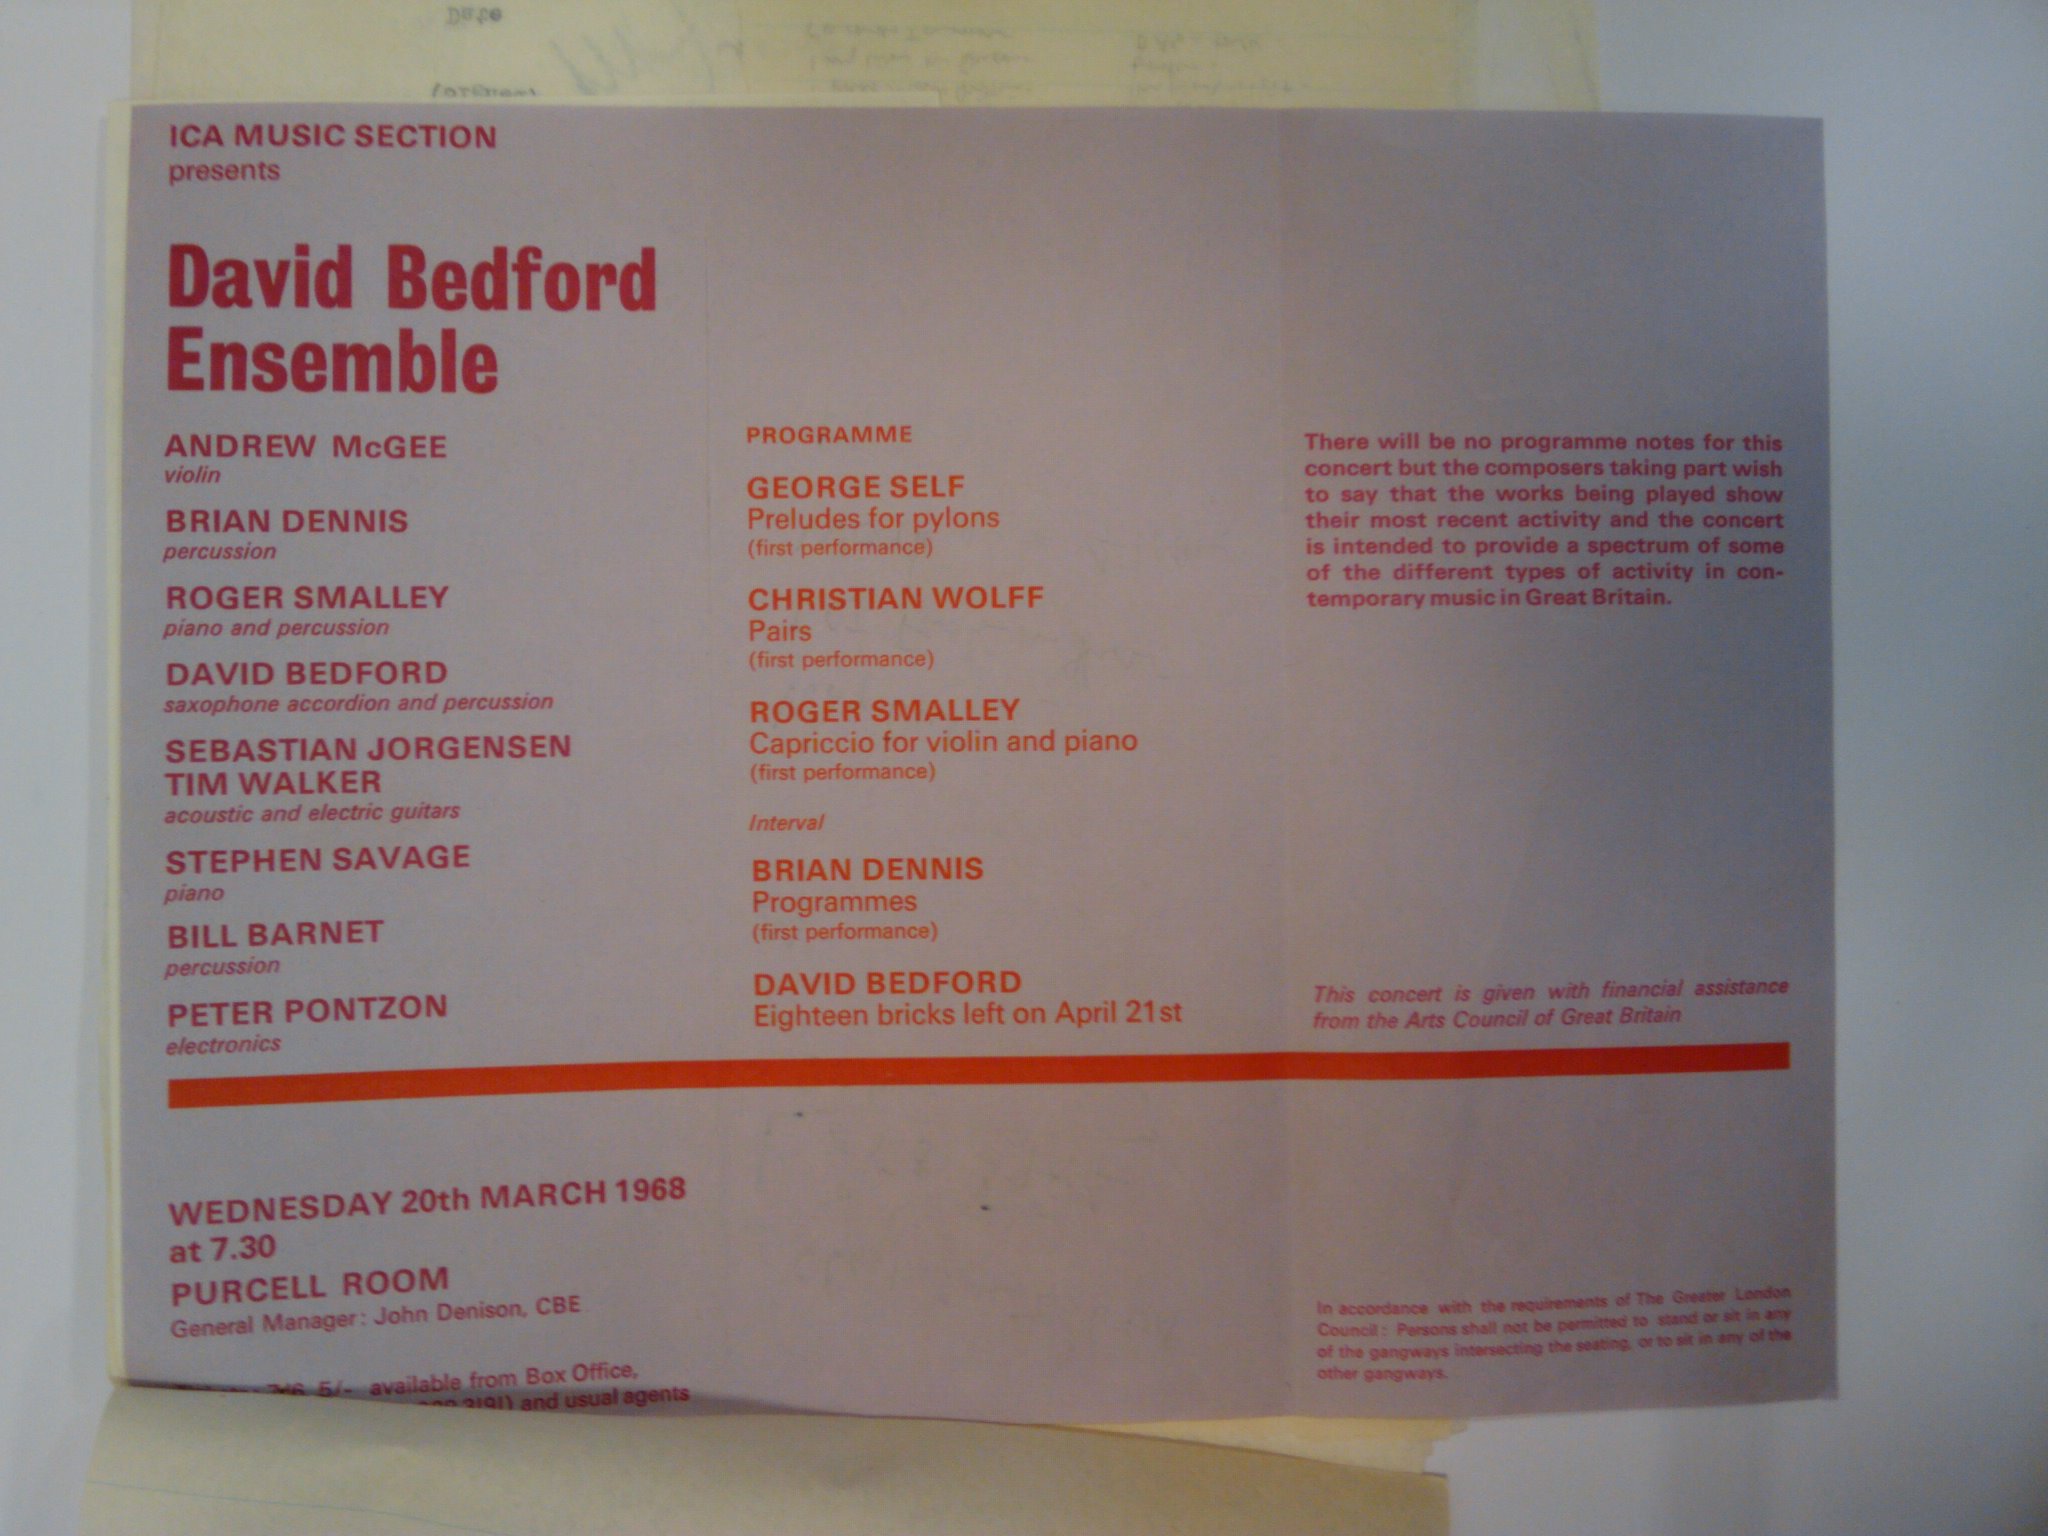 Date
ICA MUSIC SECTION
presents
David Bedford
Ensemble
ANDREW McGEE
violin
BRIAN DENNIS
percussion
ROGER SMALLEY
piano and percussion
DAVID BEDFORD
saxophone accordion and percussion
SEBASTIAN JORGENSEN
TIM WALKER
acoustic and electric guitars
STEPHEN SAVAGE
piano
BILL BARNET
percussion
PETER PONTZON
electronics
PROGRAMME
GEORGE SELF
Preludes for pylons
(first performance)
CHRISTIAN WOLFF
Pairs
(first performance)
ROGER SMALLEY
Capriccio for violin and piano
(first performance)
Interval
BRIAN DENNIS
Programmes
(first performance)
DAVID BEDFORD
Eighteen bricks left on April 21st
There will be no programme notes for this
concert but the composers taking part wish
to say that the works being played show
their most recent activity and the concert
is intended to provide a spectrum of some
of the different types of activity in con-
temporary music in Great Britain.
This concert is given with financial assistance
from the Arts Council of Great Britain
WEDNESDAY 20th MARCH 1968
at 7.30
PURCELL ROOM
General Manager: John Denison, CBE
5/- available from Box Office,
3191) and usual agents
In accordance with the requirements of The Greater London
Council: Persons shall not be permitted to stand or sit in any
of the gangways intersecting the seating, or to sit in any of the
other gangways.